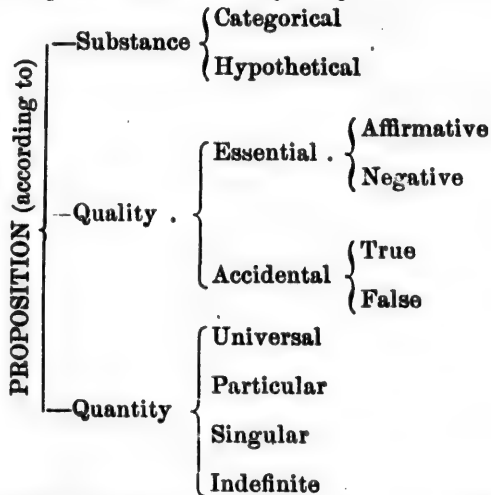 PROPOSITION (according to)
—Substance
Categorical
Hypothetical
—Quality .
Essential .
Affirmative
Negative
Accidental
True
False
—Quantity
Universal
Particular
Singular
Indefinite